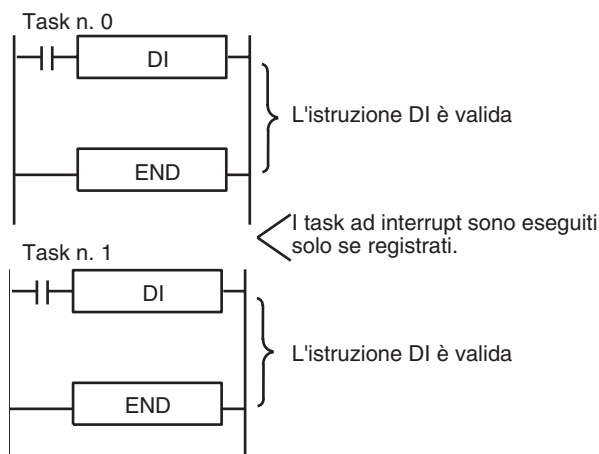 Task n. 0
DI
L'istruzione DI è valida
END
I task ad interrupt sono eseguiti
solo se registrati.
Task n. 1
DI
L'istruzione DI è valida
END